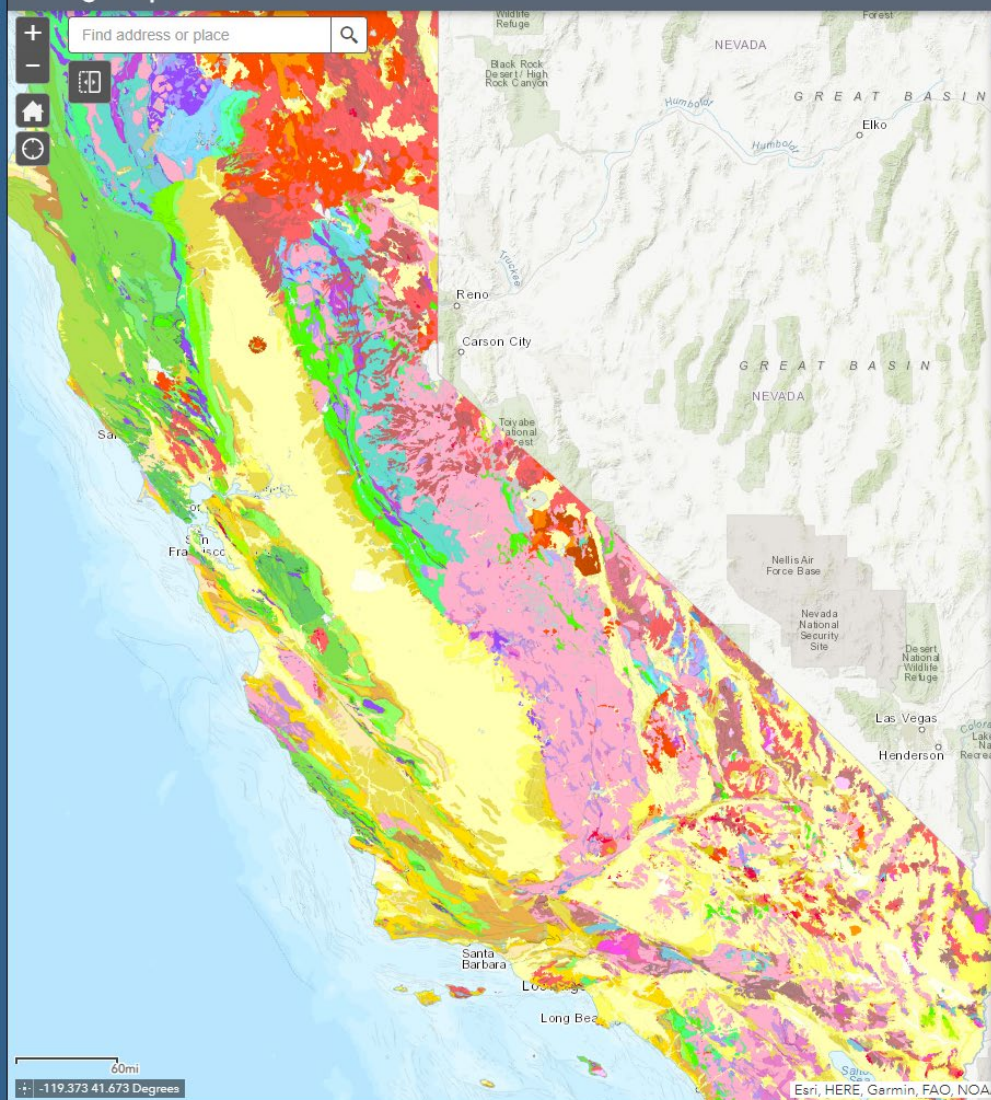 +
Find address or place
−
Wildlife
Refuge
Forest
NEVADA
Black Rock
Desert / High
Rock Canyon
GREAT BASIN
Humboldt
Elko
Humboldt
Truckee
Reno
Carson City
GREAT BASIN
NEVADA
Toiyabe
National
San
Francisco
Nellis Air
Force Base
Nevada
National
Security
Site
Desert
National
Wildlife
Refuge
Las Vegas
Henderson
Santa
Barbara
Long Bea
60mi
-119.373 41.673 Degrees
Esri, HERE, Garmin, FAO, NOA